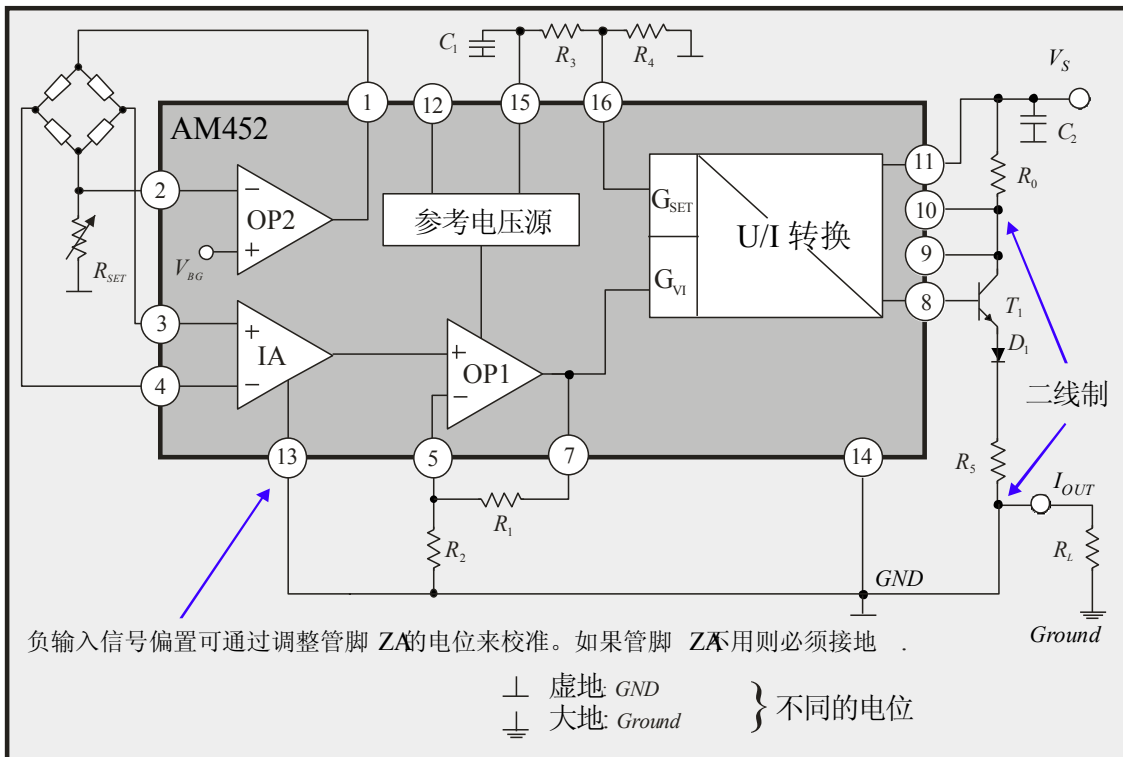 C1
R3
R4
VS
1
12
15
16
AM452
C2
11
R0
2
OP2
参考电压源
GSET
U/I 转换
10
9
RSET
VBG
GVI
8
T1
3
IA
OP1
D1
4
二线制
13
5
7
14
R5
IOUT
R1
R2
RL
GND
Ground
负输入信号偏置可通过调整管脚 ZA的电位来校准。如果管脚 ZA不用则必须接地 .
虚地: GND
大地: Ground
不同的电位